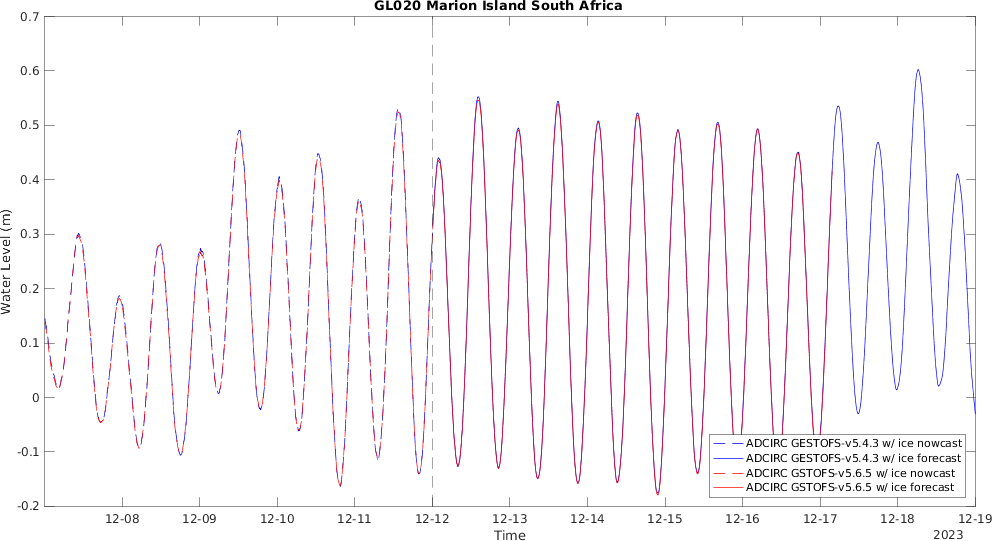 GL020 Marion Island South Africa
Water Level (m)
0.7
0.6
0.5
0.4
0.3
0.2
0.1
0
-0.1
-0.2
ADCIRC GESTOFS-v5.4.3 w/ ice nowcast
ADCIRC GESTOFS-v5.4.3 w/ ice forecast
ADCIRC GSTOFS-v5.6.5 w/ ice nowcast
ADCIRC GSTOFS-v5.6.5 w/ ice forecast
12-08 12-09 12-10 12-11 12-12 12-13 12-14 12-15 12-16 12-17 12-18 12-19
Time
2023